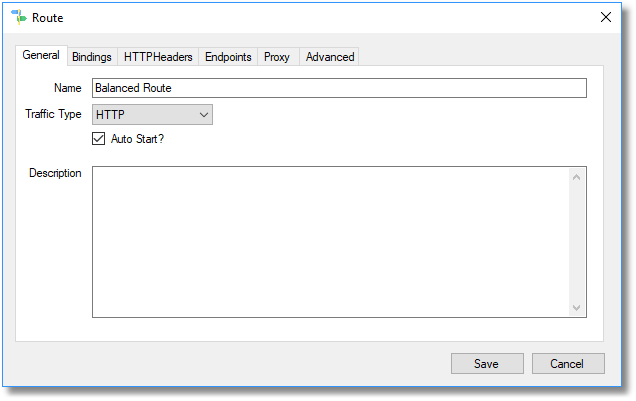 Route
General Bindings HTTPHeaders Endpoints Proxy Advanced
Name Balanced Route
Traffic Type HTTP
Auto Start?
Description
Save Cancel